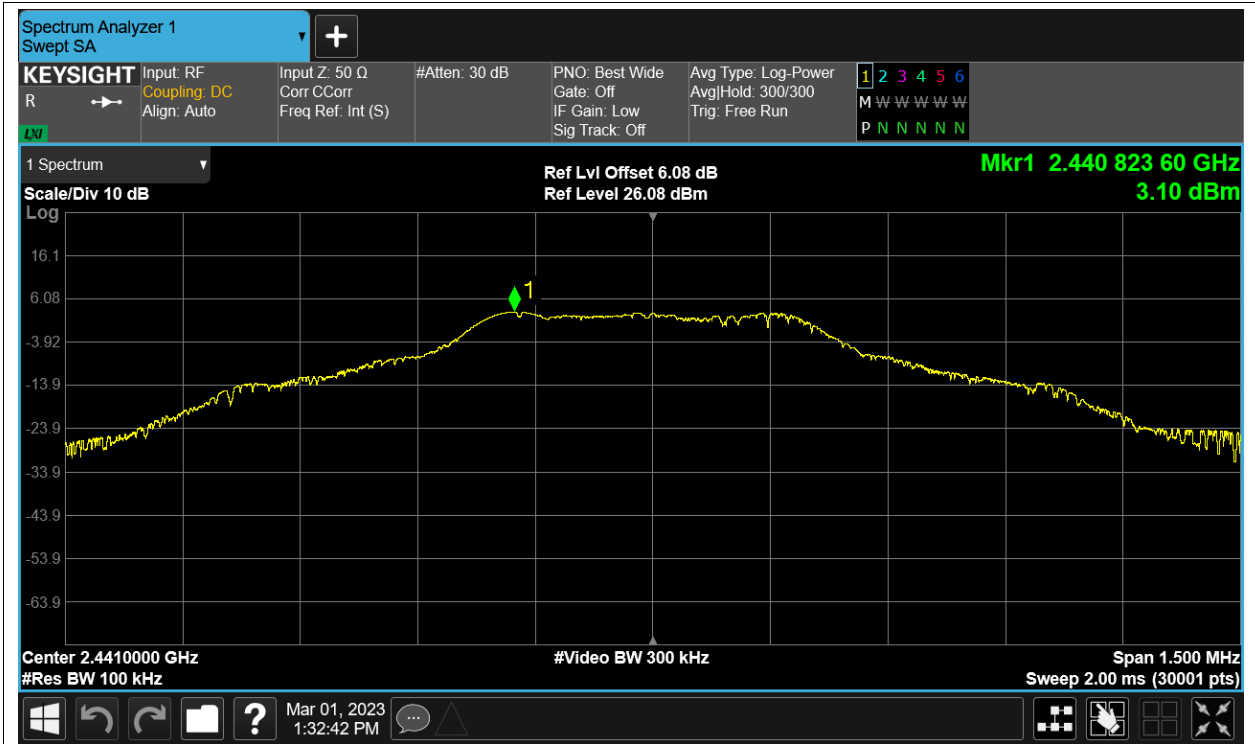 Spectrum Analyzer 1
Swept SA
KEYSIGHT
R
LXI
Input: RF
Coupling: DC
Align: Auto
Input Z: 50 Ω
Corr CCorr
Freq Ref: Int (S)
#Atten: 30 dB
PNO: Best Wide
Gate: Off
IF Gain: Low
Sig Track: Off
Avg Type: Log-Power
Avg|Hold: 300/300
Trig: Free Run
1 2 3 4 5 6
M W W W W W
P N N N N N
1 Spectrum
Scale/Div 10 dB
Log
Ref Lvl Offset 6.08 dB
Ref Level 26.08 dBm
Mkr1 2.440 823 60 GHz
3.10 dBm
1
16.1
6.08
-3.92
-13.9
-23.9
-33.9
-43.9
-53.9
-63.9
Center 2.4410000 GHz
#Video BW 300 kHz
Span 1.500 MHz
#Res BW 100 kHz
Sweep 2.00 ms (30001 pts)
?
Mar 01, 2023
1:32:42 PM